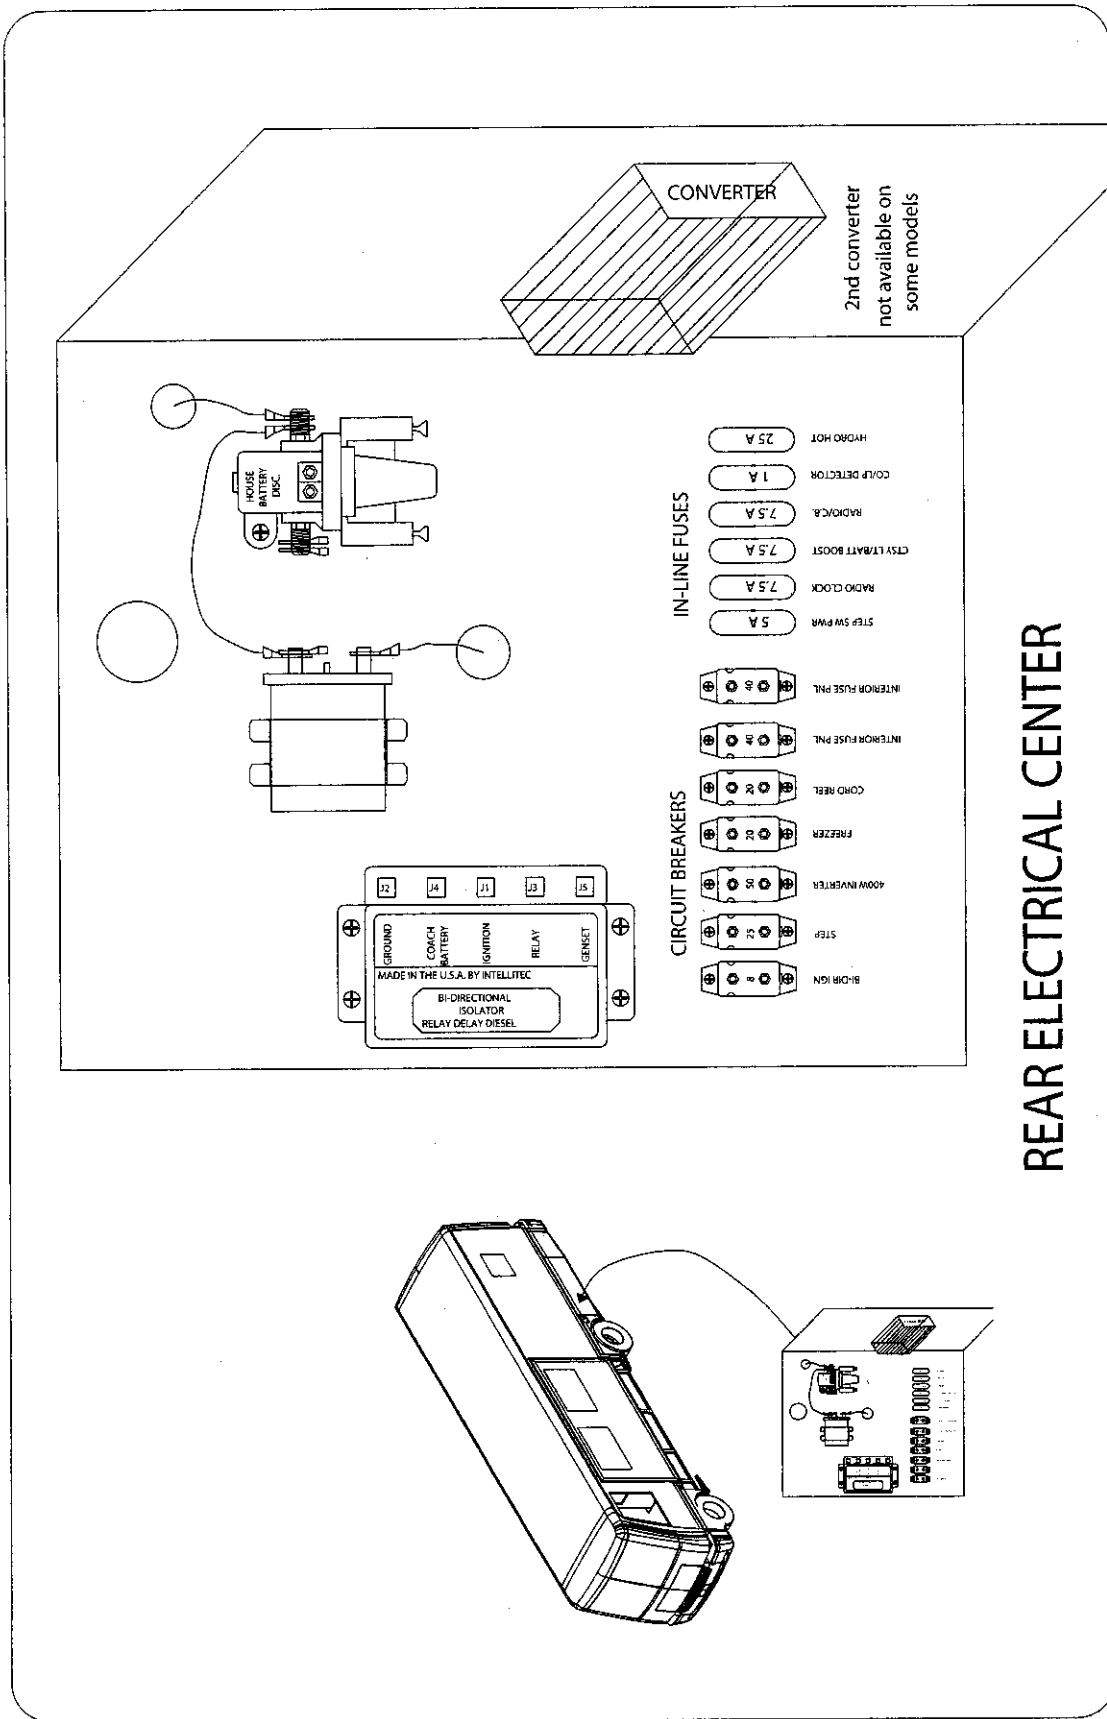 HOUSE
BATTERY
DISC.
CONVERTER
2nd converter
not available on
some models
GROUND
COACH
BATTERY
IGNITION
RELAY
GENSET
J2
J4
J1
J3
J5
MADE IN THE U.S.A. BY INTELLITEC
BI-DIRECTIONAL
ISOLATOR
RELAY DELAY DIESEL
CIRCUIT BREAKERS
8
25
50
20
20
40
40
BI-DIR IGN
STEP
400W INVERTER
FREEZER
CORD REEL
INTERIOR FUSE PNL
INTERIOR FUSE PNL
IN-LINE FUSES
5 A
7.5 A
7.5 A
7.5 A
1 A
25 A
STEP SW PWR
RADIO CLOCK
CTSY LT/BATT BOOST
RADIO/C.B.
CO/LP DETECTOR
HYDRO HOT
REAR ELECTRICAL CENTER